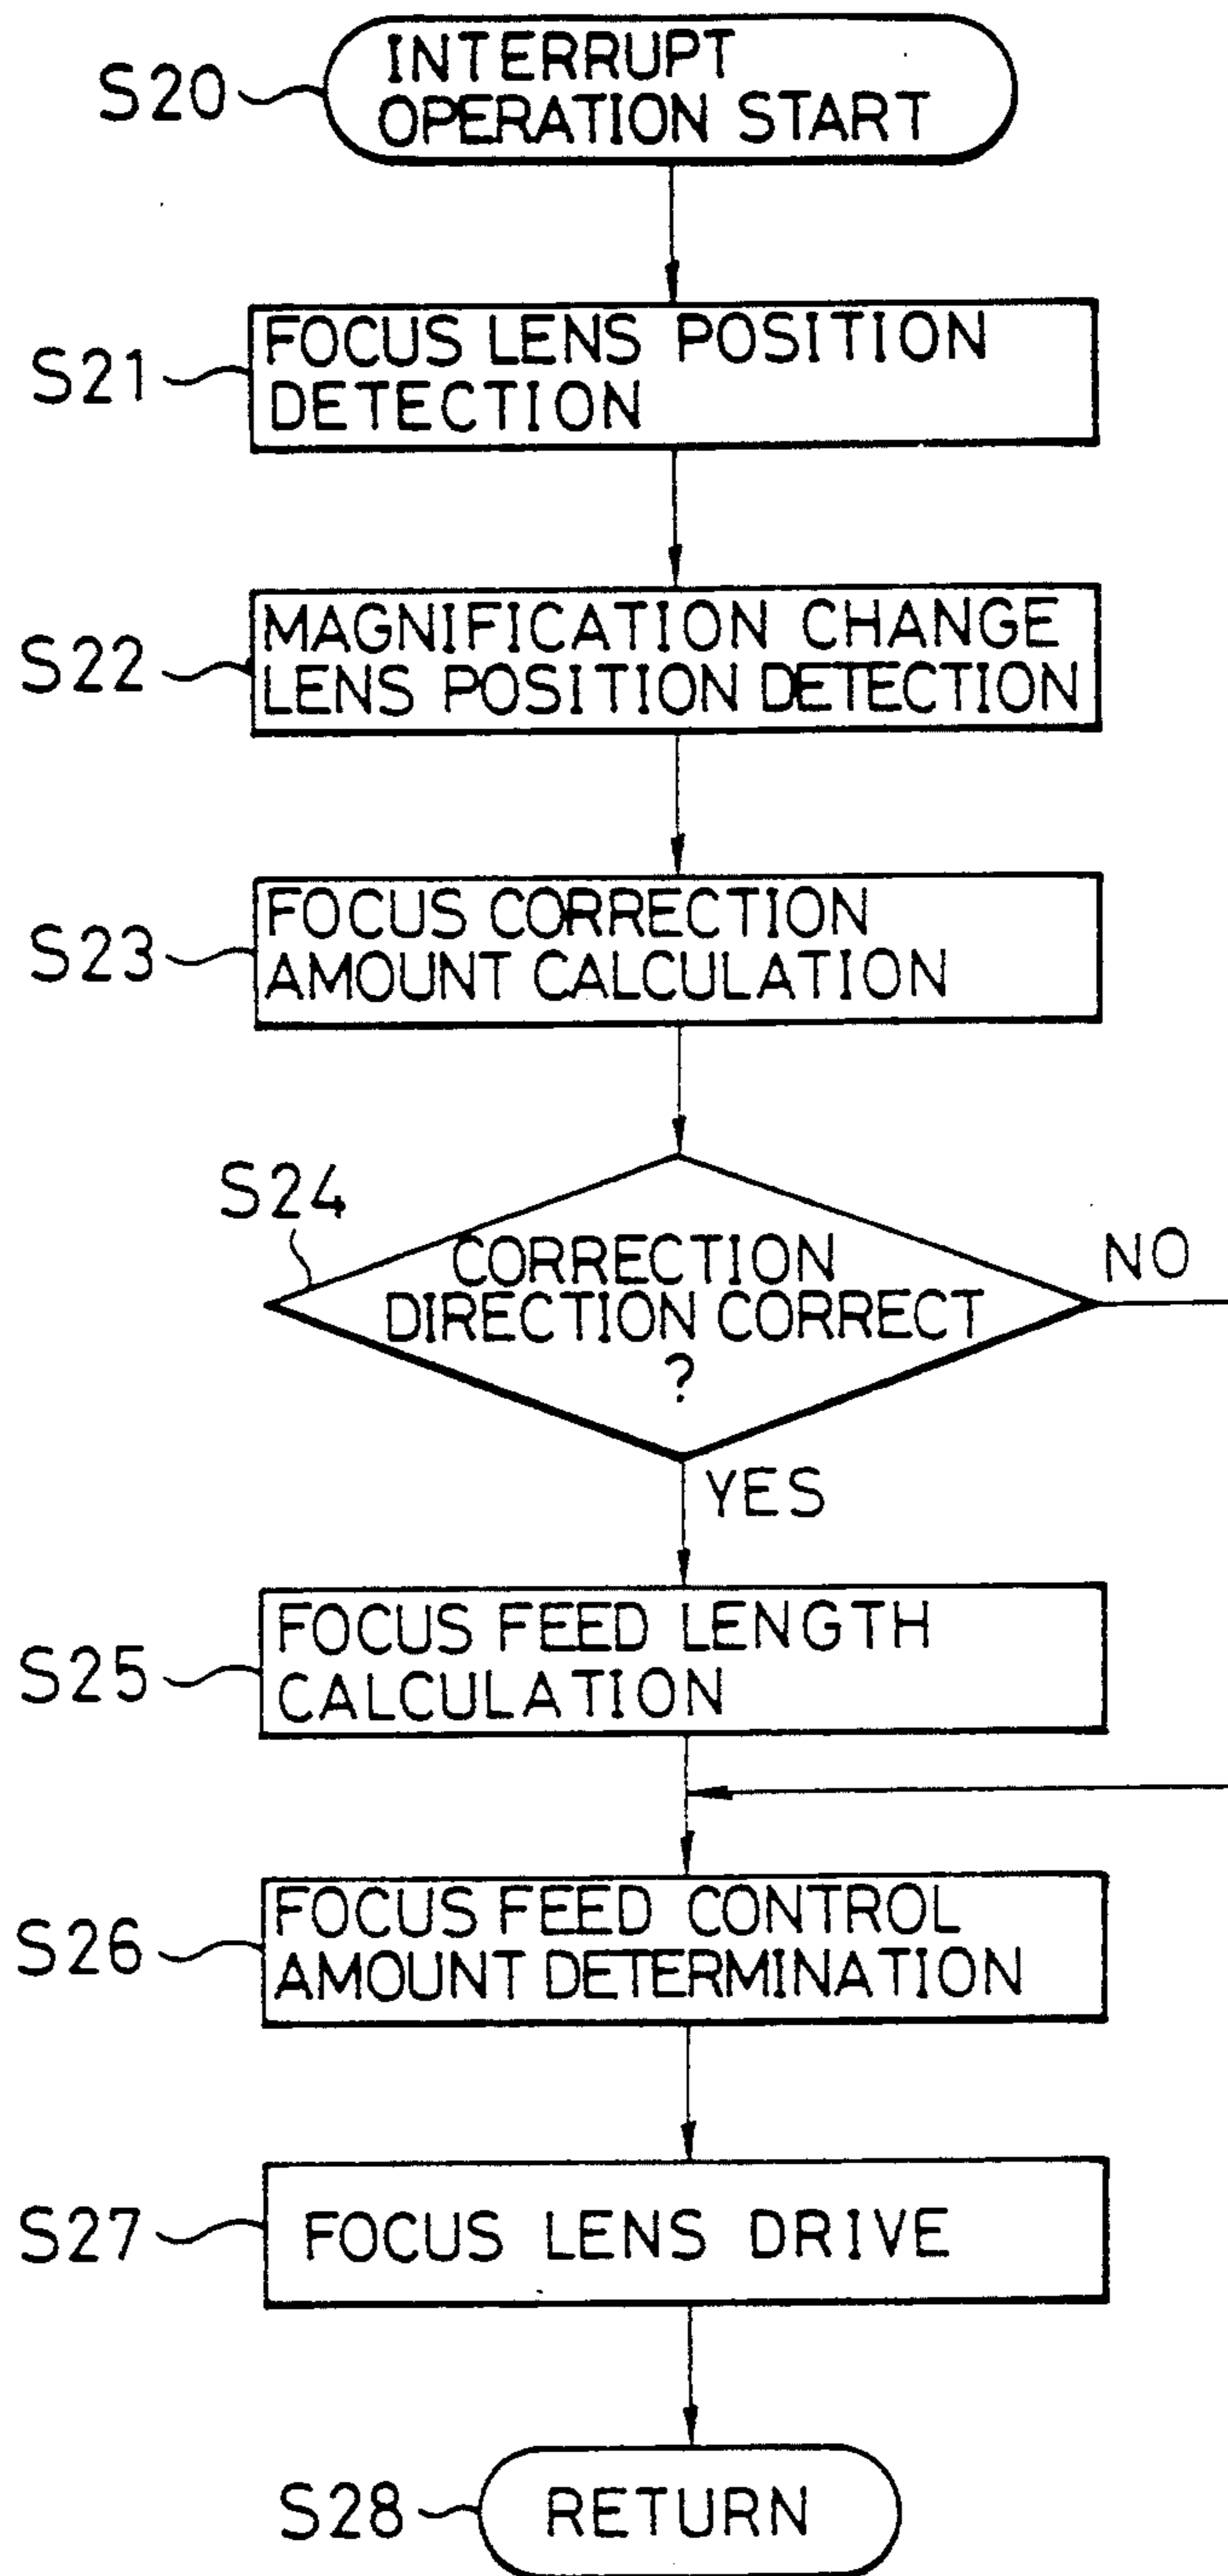 S20
INTERRUPT
OPERATION START
S21
FOCUS LENS POSITION
DETECTION
S22
MAGNIFICATION CHANGE
LENS POSITION DETECTION
S23
FOCUS CORRECTION
AMOUNT CALCULATION
S24
CORRECTION
DIRECTION CORRECT
?
NO
YES
S25
FOCUS FEED LENGTH
CALCULATION
S26
FOCUS FEED CONTROL
AMOUNT DETERMINATION
S27
FOCUS LENS DRIVE
S28
RETURN